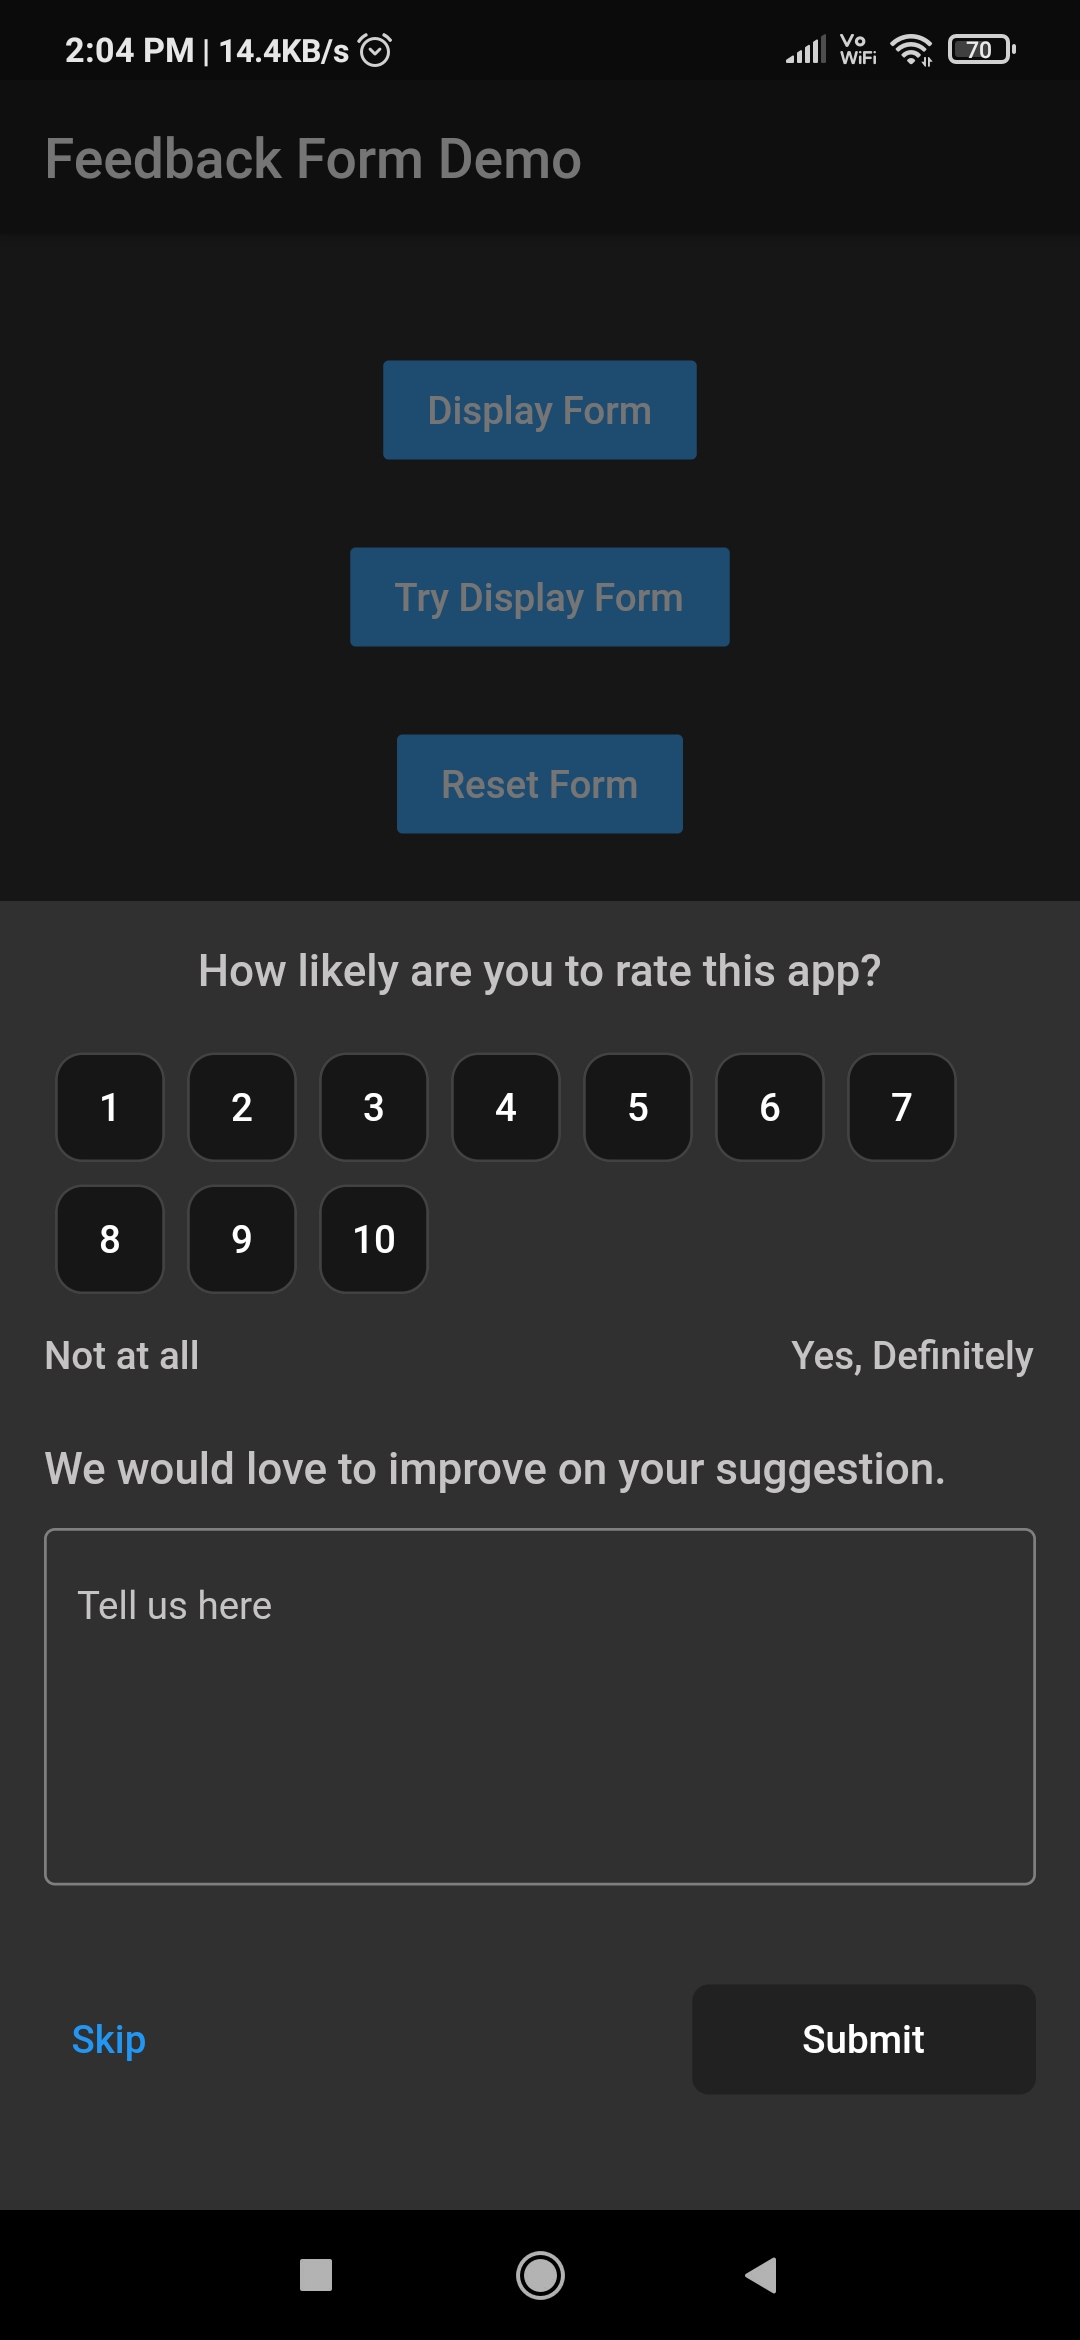 2:04 PM | 14.4KB/s Vo WiFi 70
Feedback Form Demo
Display Form
Try Display Form
Reset Form
How likely are you to rate this app?
1 2 3 4 5 6 7
8 9 10
Not at all Yes, Definitely
We would love to improve on your suggestion.
Tell us here
Skip Submit